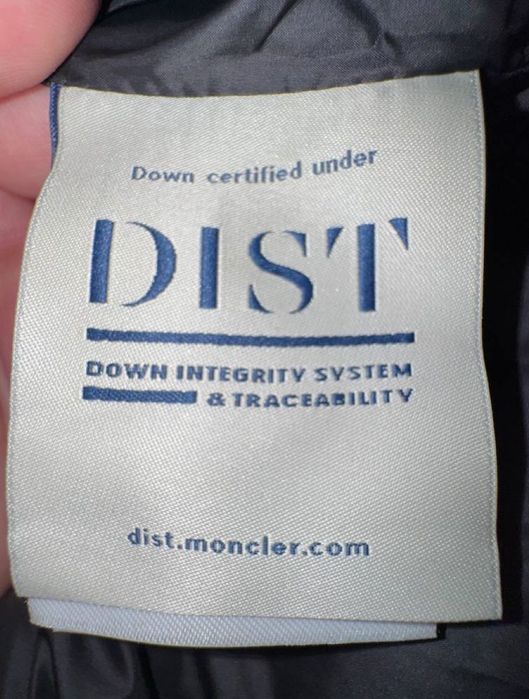 Down certified under
DIST
DOWN INTEGRITY SYSTEM
& TRACEABILITY
dist.moncler.com